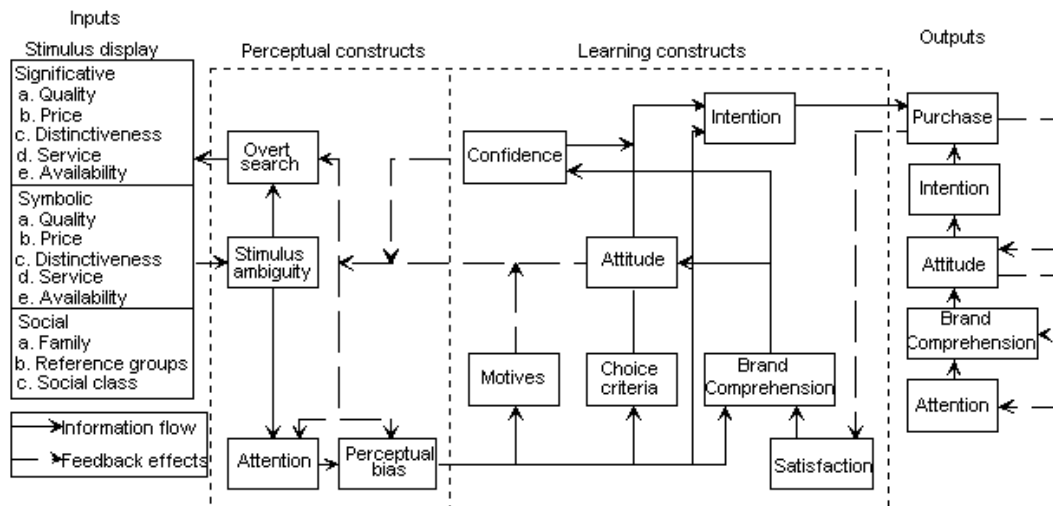 Inputs
Stimulus display
Significative
a. Quality
b. Price
c. Distinctiveness
d. Service
e. Availability
Symbolic
a. Quality
b. Price
c. Distinctiveness
d. Service
e. Availability
Social
a. Family
b. Reference groups
c. Social class
Information flow
Feedback effects
Perceptual constructs
Overt
search
Stimulus
ambiguity
Attention
Perceptual
bias
Learning constructs
Confidence
Intention
Attitude
Motives
Choice
criteria
Brand
Comprehension
Satisfaction
Outputs
Purchase
Intention
Attitude
Brand
Comprehension
Attention